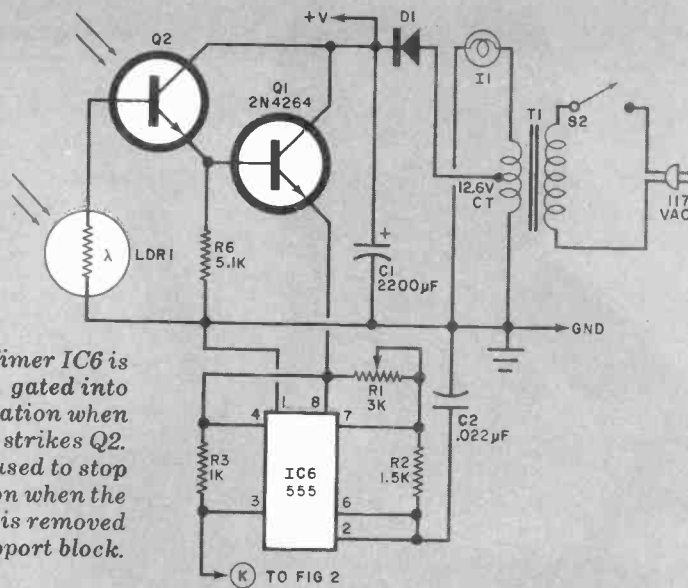 +V
D1
Q2
Q1
2N4264
I1
T1
S2
12.6V
CT
117
VAC
λ
LDR1
R6
5.1K
+
C1
2200µF
GND
R1
3K
C2
.022µF
4
1
8
7
R3
1K
IC6
555
R2
1.5K
3
6
2
K TO FIG 2
Timer IC6 is
gated into
ation when
strikes Q2.
used to stop
on when the
is removed
pport block.